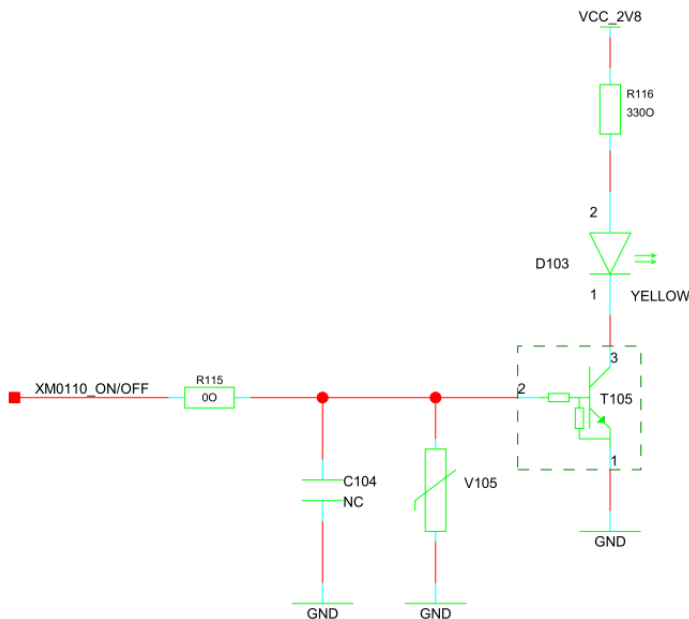 VCC_2V8
R116
330O
2
D103
1
YELLOW
3
XM0110_ON/OFF
R115
0O
2
T105
1
C104
NC
V105
GND
GND
GND